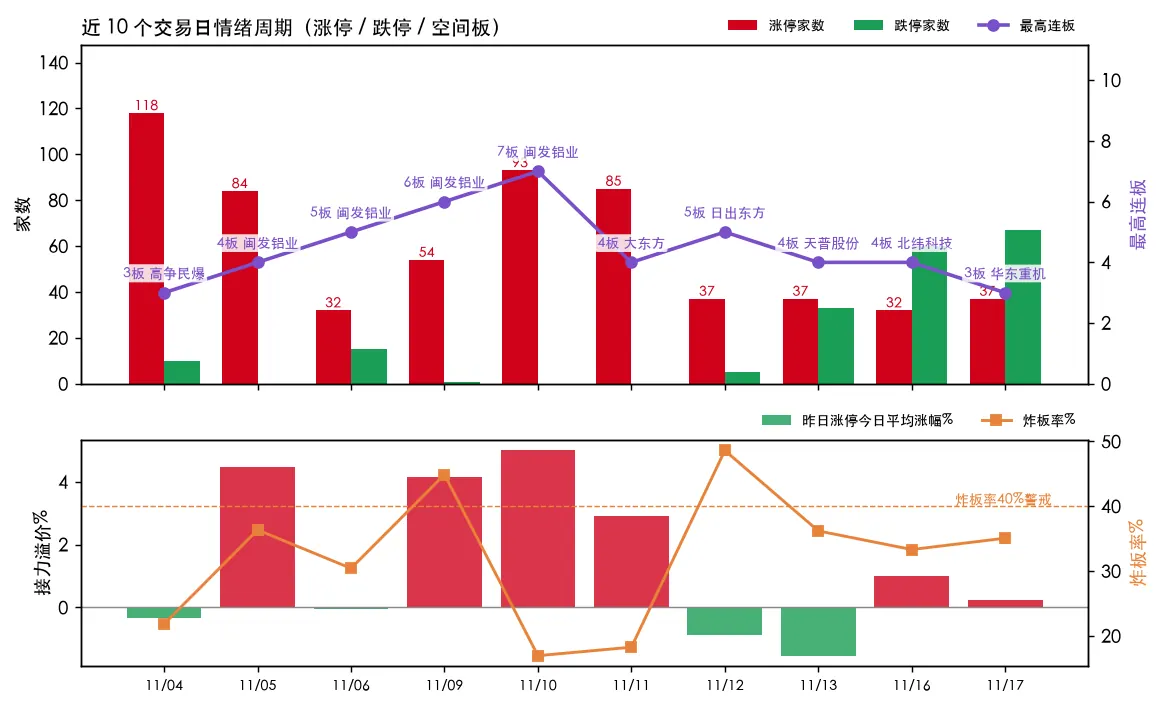 近 10 个交易日情绪周期（涨停 / 跌停 / 空间板）
涨停家数
跌停家数
最高连板
家数
140
120
100
80
60
40
20
0
118
84
32
54
93
85
37
37
32
37
3板 高争民爆
4板 闽发铝业
5板 闽发铝业
6板 闽发铝业
7板 闽发铝业
4板 大东方
5板 日出东方
4板 天普股份
4板 北纬科技
3板 华东重机
10
8
6
4
2
0
最高连板
昨日涨停今日平均涨幅%
炸板率%
接力溢价%
4
2
0
炸板率40%警戒
50
40
30
20
炸板率%
11/04
11/05
11/06
11/09
11/10
11/11
11/12
11/13
11/16
11/17